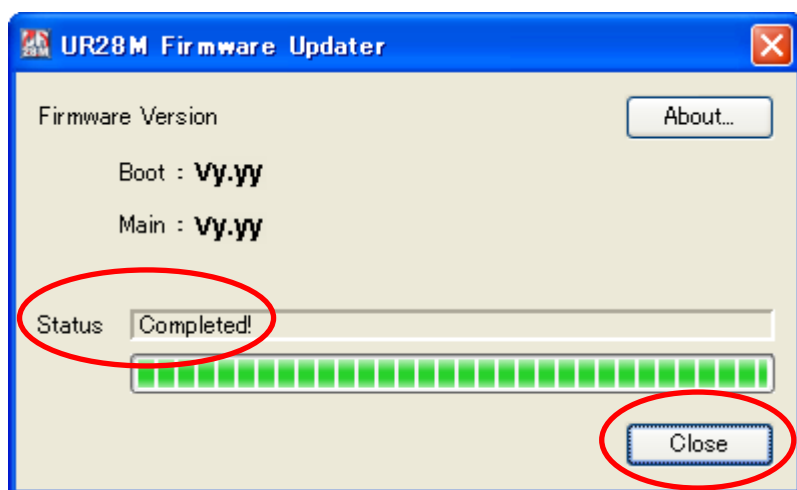 UR28M Firmware Updater
Firmware Version
About...
Boot : Vy.yy
Main : Vy.yy
Status Completed!
Close